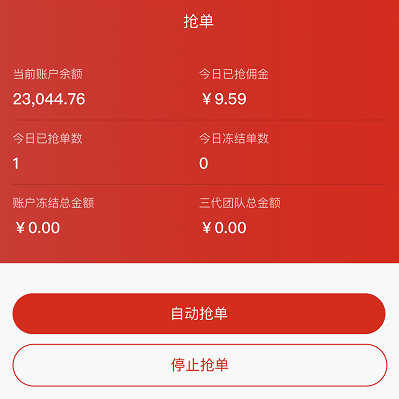 抢单
当前账户余额 今日已抢佣金
23,044.76 ￥9.59
今日已抢单数 今日冻结单数
1 0
账户冻结总金额 三代团队总金额
￥0.00 ￥0.00
自动抢单
停止抢单